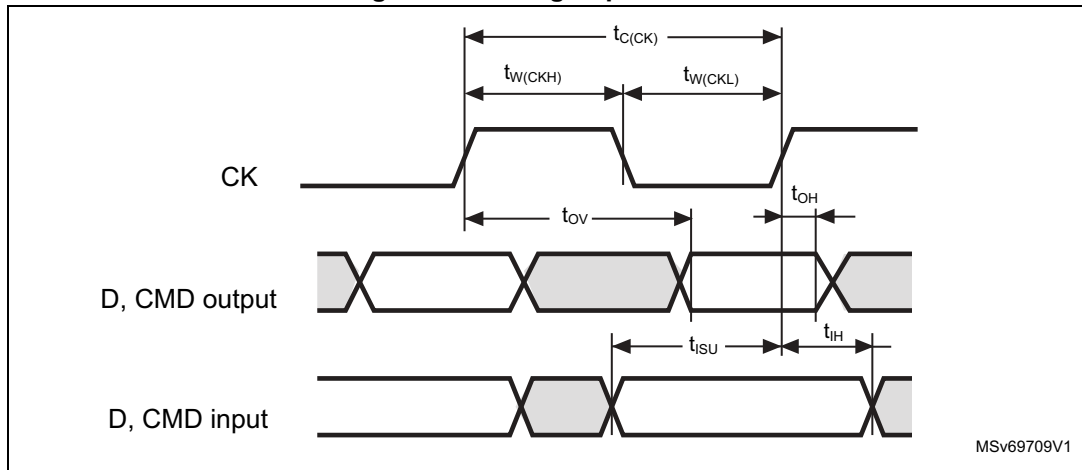 t_C(CK)
t_W(CKH) t_W(CKL)
CK
t_OH
t_OV
D, CMD output
t_ISU t_IH
D, CMD input
MSv69709V1